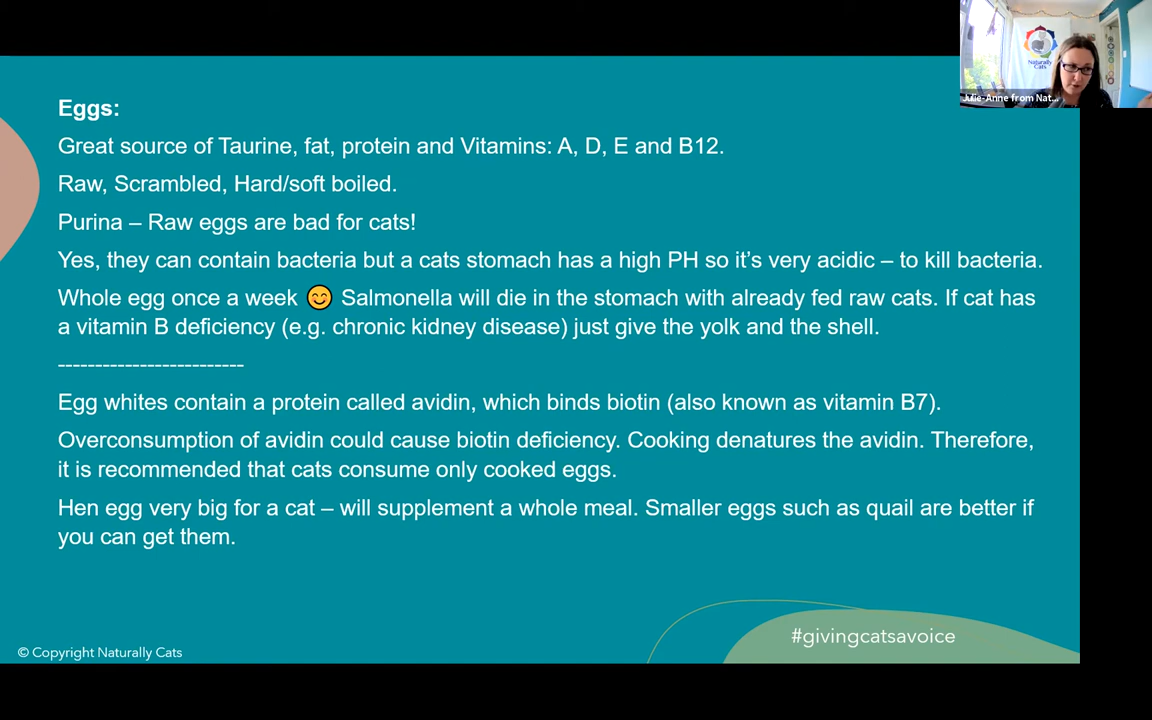 Eggs:
Great source of Taurine, fat, protein and Vitamins: A, D, E and B12.
Raw, Scrambled, Hard/soft boiled.
Purina – Raw eggs are bad for cats!
Yes, they can contain bacteria but a cats stomach has a high PH so it's very acidic – to kill bacteria.
Whole egg once a week 😊 Salmonella will die in the stomach with already fed raw cats. If cat has
a vitamin B deficiency (e.g. chronic kidney disease) just give the yolk and the shell.
-------------------------
Egg whites contain a protein called avidin, which binds biotin (also known as vitamin B7).
Overconsumption of avidin could cause biotin deficiency. Cooking denatures the avidin. Therefore,
it is recommended that cats consume only cooked eggs.
Hen egg very big for a cat – will supplement a whole meal. Smaller eggs such as quail are better if
you can get them.
#givingcatsavoice
© Copyright Naturally Cats
Naturally
Cats
Julie-Anne from Nat...